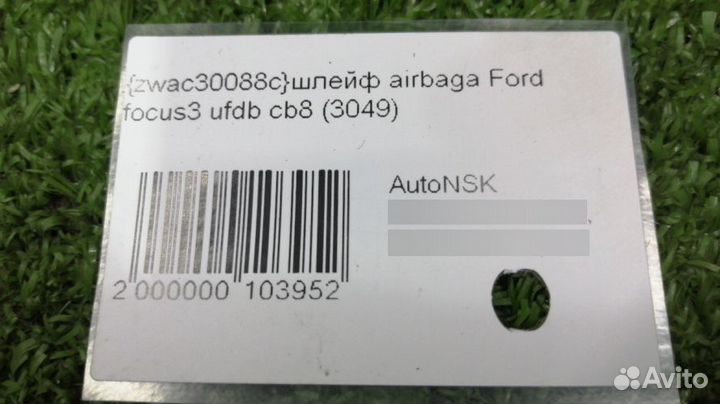 {zwac30088c}шлейф airbaga Ford
focus3 ufdb cb8 (3049)
AutoNSK
2 000000 103952
Avito